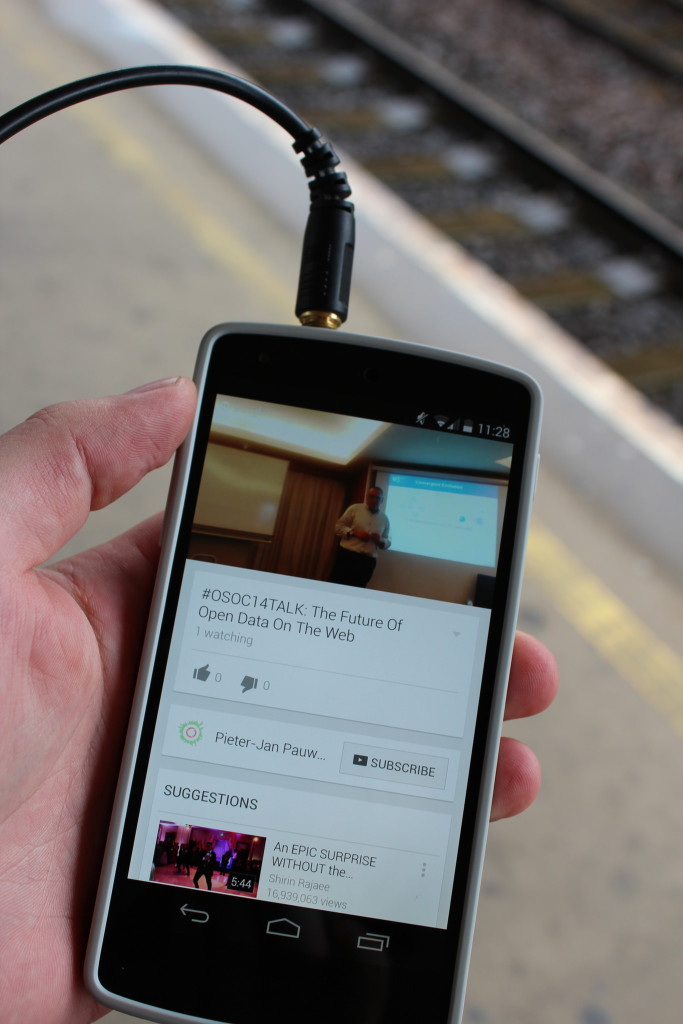 11:28
#OSOC14TALK: The Future Of
Open Data On The Web
1 watching
0
0
Pieter-Jan Pauw...
SUBSCRIBE
SUGGESTIONS
An EPIC SURPRISE
WITHOUT the...
Shirin Rajaee
5:44
16,939,063 views